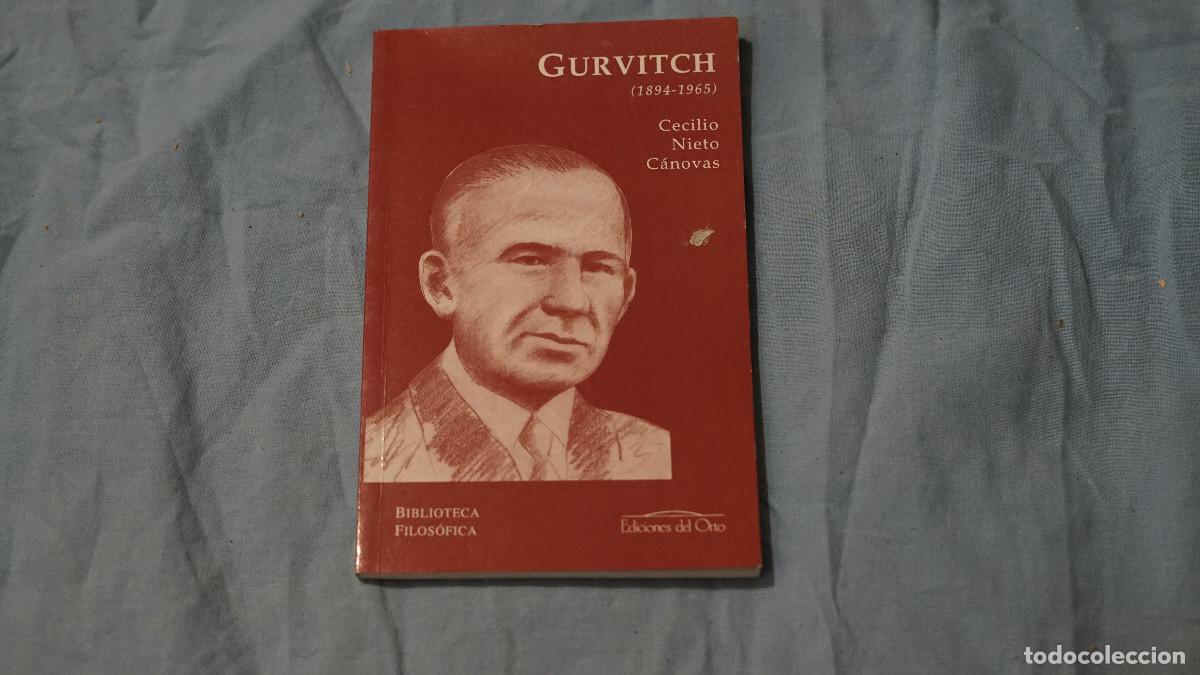 GURVITCH
(1894-1965)
Cecilio
Nieto
Cánovas
BIBLIOTECA
FILOSÓFICA
Ediciones del Orto
todocoleccion